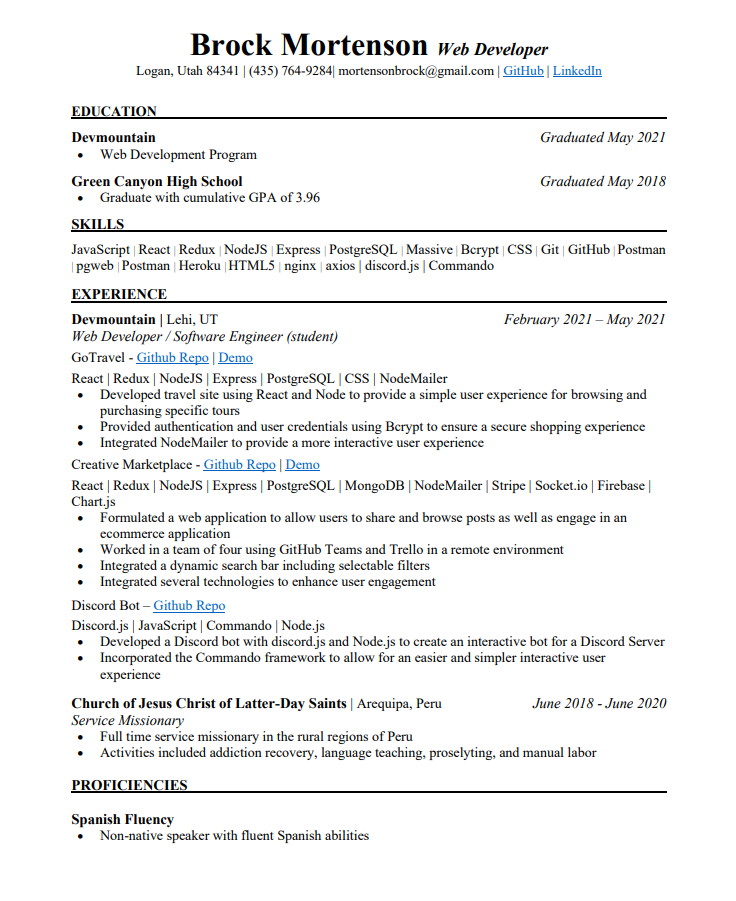 Brock Mortenson Web Developer
Logan, Utah 84341 | (435) 764-9284| mortensonbrock@gmail.com | GitHub | LinkedIn
EDUCATION
Devmountain Graduated May 2021
• Web Development Program
Green Canyon High School Graduated May 2018
• Graduate with cumulative GPA of 3.96
SKILLS
JavaScript | React | Redux | NodeJS | Express | PostgreSQL | Massive | Bcrypt | CSS | Git | GitHub | Postman
| pgweb | Postman | Heroku | HTML5 | nginx | axios | discord.js | Commando
EXPERIENCE
Devmountain | Lehi, UT February 2021 – May 2021
Web Developer / Software Engineer (student)
GoTravel - Github Repo | Demo
React | Redux | NodeJS | Express | PostgreSQL | CSS | NodeMailer
• Developed travel site using React and Node to provide a simple user experience for browsing and
purchasing specific tours
• Provided authentication and user credentials using Bcrypt to ensure a secure shopping experience
• Integrated NodeMailer to provide a more interactive user experience
Creative Marketplace - Github Repo | Demo
React | Redux | NodeJS | Express | PostgreSQL | MongoDB | NodeMailer | Stripe | Socket.io | Firebase |
Chart.js
• Formulated a web application to allow users to share and browse posts as well as engage in an
ecommerce application
• Worked in a team of four using GitHub Teams and Trello in a remote environment
• Integrated a dynamic search bar including selectable filters
• Integrated several technologies to enhance user engagement
Discord Bot – Github Repo
Discord.js | JavaScript | Commando | Node.js
• Developed a Discord bot with discord.js and Node.js to create an interactive bot for a Discord Server
• Incorporated the Commando framework to allow for an easier and simpler interactive user
experience
Church of Jesus Christ of Latter-Day Saints | Arequipa, Peru June 2018 - June 2020
Service Missionary
• Full time service missionary in the rural regions of Peru
• Activities included addiction recovery, language teaching, proselyting, and manual labor
PROFICIENCIES
Spanish Fluency
• Non-native speaker with fluent Spanish abilities